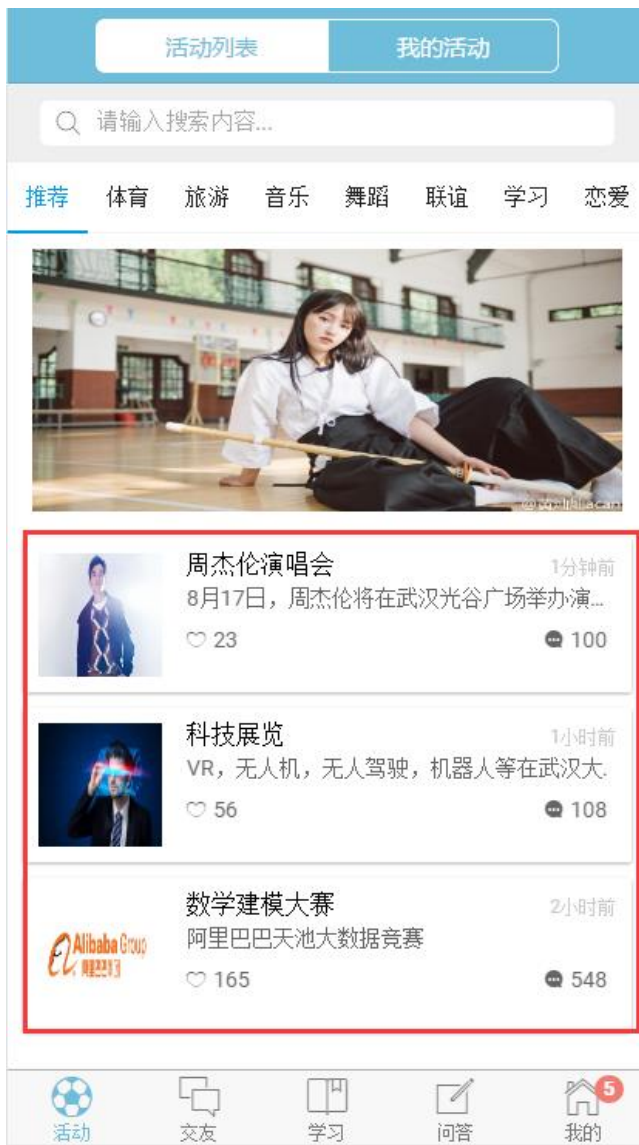 活动列表 我的活动
请输入搜索内容...
推荐 体育 旅游 音乐 舞蹈 联谊 学习 恋爱
周杰伦演唱会 1分钟前
8月17日，周杰伦将在武汉光谷广场举办演...
23 100
科技展览 1小时前
VR，无人机，无人驾驶，机器人等在武汉大.
56 108
数学建模大赛 2小时前
Alibaba Group
阿里巴巴天池大数据竞赛
165 548
5
活动 交友 学习 问答 我的